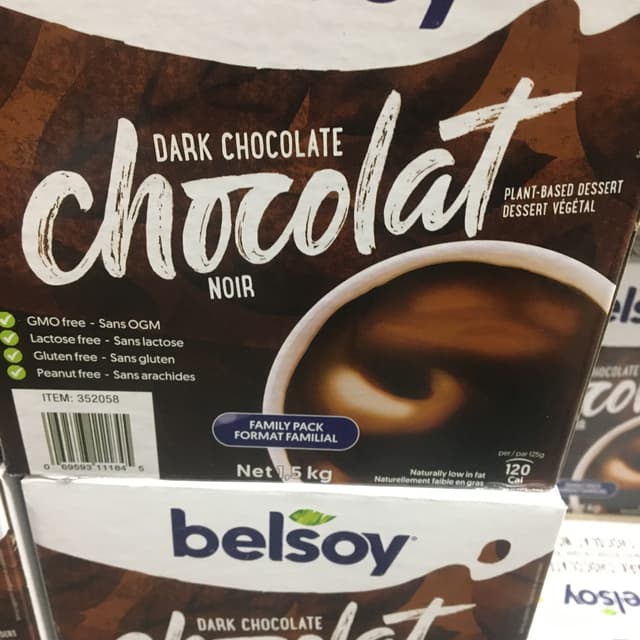 belsoy
DARK CHOCOLATE
chocolat
NOIR
PLANT-BASED DESSERT
DESSERT VÉGÉTAL
GMO free - Sans OGM
Lactose free - Sans lactose
Gluten free - Sans gluten
Peanut free - Sans arachides
ITEM: 352058
0 69593 11184 5
FAMILY PACK
FORMAT FAMILIAL
Net 1,5 kg
Naturally low in fat
Naturellement faible en gras
per / par 125g
120
Cal
belsoy
DARK CHOCOLATE
chocolat